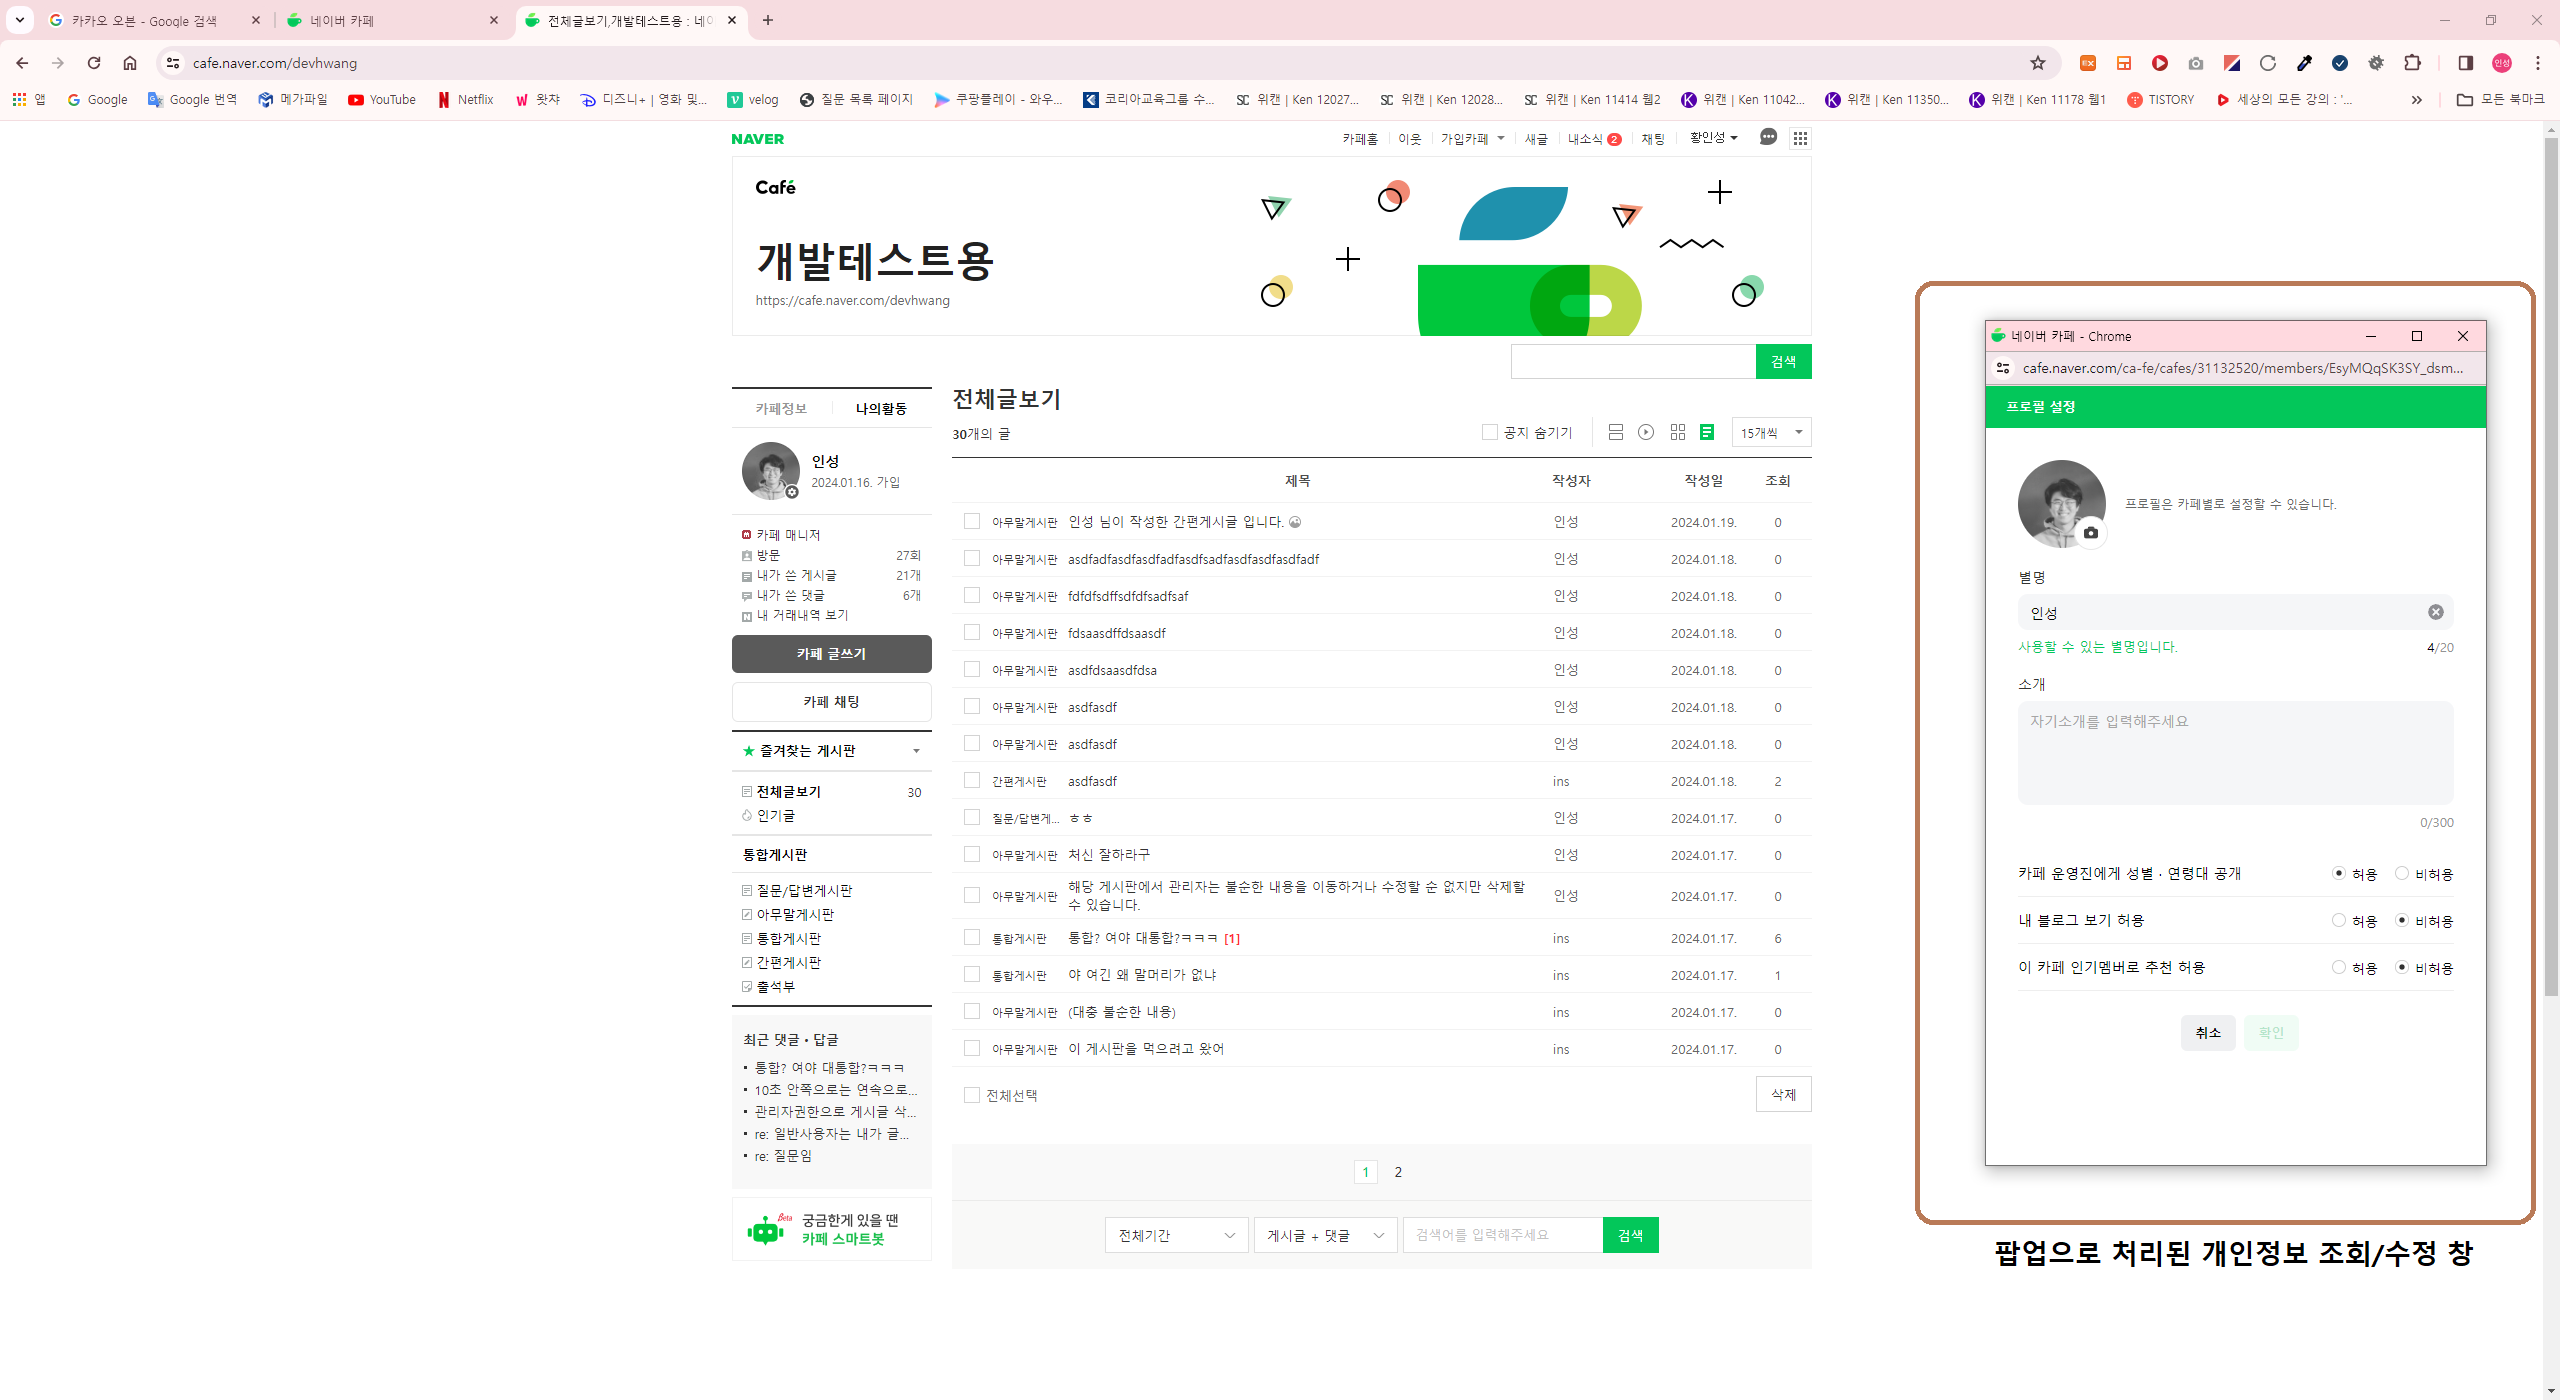 카카오 오븐 - Google 검색
네이버 카페
전체글보기,개발테스트용 : 네이
cafe.naver.com/devhwang
인성
앱
Google
Google 번역
메가파일
YouTube
Netflix
왓챠
디즈니+ | 영화 및...
velog
질문 목록 페이지
쿠팡플레이 - 와우...
코리아교육그룹 수...
위캔 | Ken 12027...
위캔 | Ken 12028...
위캔 | Ken 11414 웹2
위캔 | Ken 11042...
위캔 | Ken 11350...
위캔 | Ken 11178 웹1
TISTORY
세상의 모든 강의 : '...
모든 북마크
NAVER
카페홈
이웃
가입카페
새글
내소식 2
채팅
황인성
Café
개발테스트용
https://cafe.naver.com/devhwang
검색
카페정보
나의활동
인성
2024.01.16. 가입
카페 매니저
방문 27회
내가 쓴 게시글 21개
내가 쓴 댓글 6개
내 거래내역 보기
카페 글쓰기
카페 채팅
즐겨찾는 게시판
전체글보기 30
인기글
통합게시판
질문/답변게시판
아무말게시판
통합게시판
간편게시판
출석부
최근 댓글 • 답글
통합? 여야 대통합?ㅋㅋㅋ
10초 안쪽으로는 연속으로...
관리자권한으로 게시글 삭...
re: 일반사용자는 내가 글...
re: 질문임
Beta
궁금한게 있을 땐
카페 스마트봇
전체글보기
30개의 글
공지 숨기기
15개씩
제목 작성자 작성일 조회
아무말게시판 인성 님이 작성한 간편게시글 입니다. 인성 2024.01.19. 0
아무말게시판 asdfadfasdfasdfadfasdfsadfasdfasdfasdfadf 인성 2024.01.18. 0
아무말게시판 fdfdfsdffsdfdfsadfsaf 인성 2024.01.18. 0
아무말게시판 fdsaasdffdsaasdf 인성 2024.01.18. 0
아무말게시판 asdfdsaasdfdsa 인성 2024.01.18. 0
아무말게시판 asdfasdf 인성 2024.01.18. 0
아무말게시판 asdfasdf 인성 2024.01.18. 0
간편게시판 asdfasdf ins 2024.01.18. 2
질문/답변게... ㅎㅎ 인성 2024.01.17. 0
아무말게시판 처신 잘하라구 인성 2024.01.17. 0
아무말게시판 해당 게시판에서 관리자는 불순한 내용을 이동하거나 수정할 순 없지만 삭제할
수 있습니다. 인성 2024.01.17. 0
통합게시판 통합? 여야 대통합?ㅋㅋㅋ [1] ins 2024.01.17. 6
통합게시판 야 여긴 왜 말머리가 없냐 ins 2024.01.17. 1
아무말게시판 (대충 불순한 내용) ins 2024.01.17. 0
아무말게시판 이 게시판을 먹으려고 왔어 ins 2024.01.17. 0
전체선택
삭제
1 2
전체기간
게시글 + 댓글
검색어를 입력해주세요
검색
네이버 카페 - Chrome
cafe.naver.com/ca-fe/cafes/31132520/members/EsyMQqSK3SY_dsm...
프로필 설정
프로필은 카페별로 설정할 수 있습니다.
별명
인성
사용할 수 있는 별명입니다. 4/20
소개
자기소개를 입력해주세요
0/300
카페 운영진에게 성별 · 연령대 공개 허용 비허용
내 블로그 보기 허용 허용 비허용
이 카페 인기멤버로 추천 허용 허용 비허용
취소 확인
팝업으로 처리된 개인정보 조회/수정 창